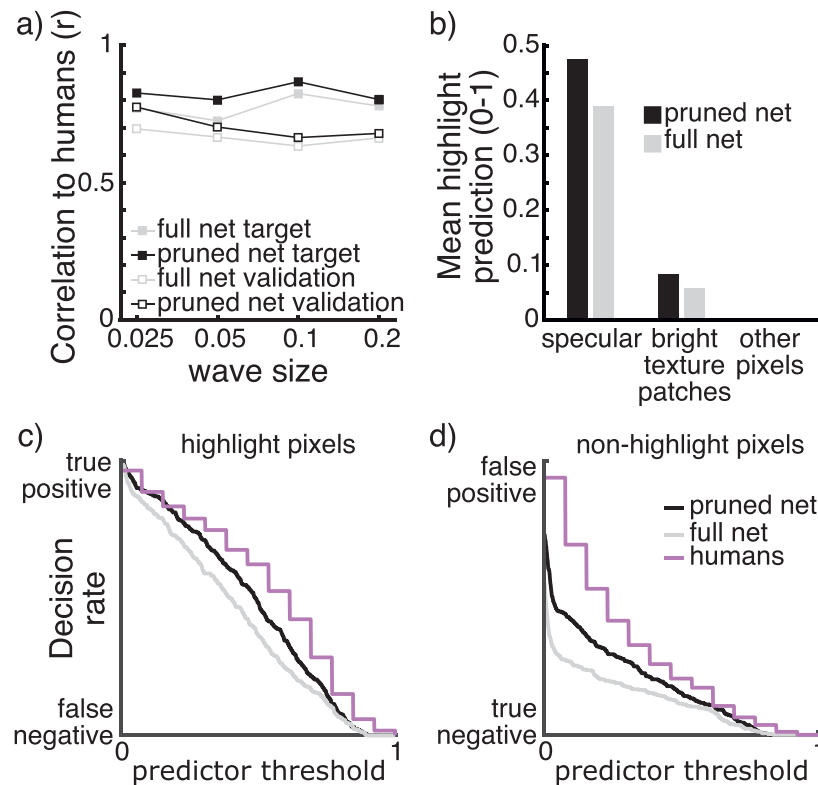 a)
Correlation to humans (r)
1
0.5
0
full net target
pruned net target
full net validation
pruned net validation
0.025 0.05 0.1 0.2
wave size
b)
Mean highlight
prediction (0-1)
0.5
0.4
0.3
0.2
0.1
0
pruned net
full net
specular
bright
texture
patches
other
pixels
c)
highlight pixels
true
positive
Decision
rate
false
negative
0 1
predictor threshold
d)
non-highlight pixels
false
positive
pruned net
full net
humans
true
negative
0 1
predictor threshold